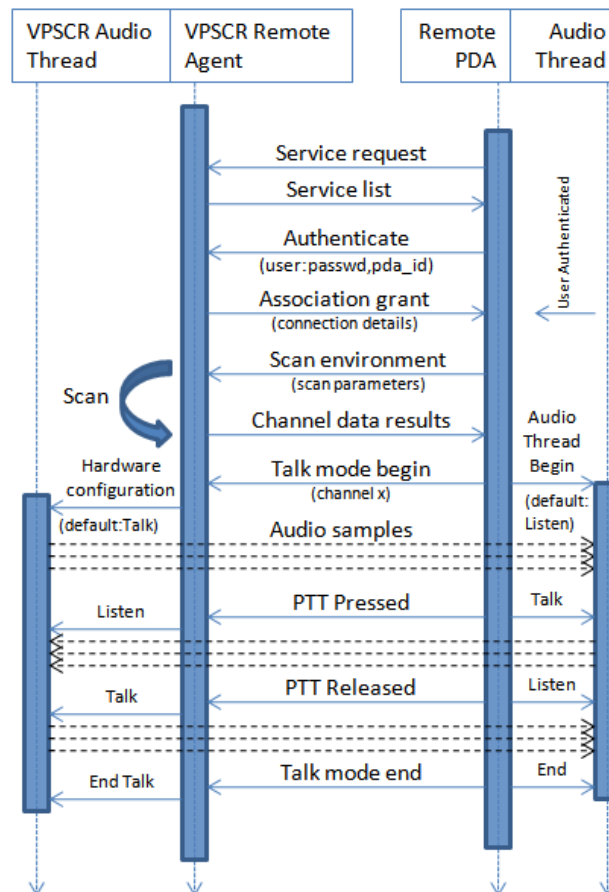 VPSCR Audio
Thread
VPSCR Remote
Agent
Remote
PDA
Audio
Thread
Service request
Service list
Authenticate
(user:passwd,pda_id)
User Authenticated
Association grant
(connection details)
Scan environment
(scan parameters)
Scan
Channel data results
Audio
Thread
Begin
Hardware
configuration
Talk mode begin
(channel x)
(default:Talk)
(default:
Listen)
Audio samples
Listen
PTT Pressed
Talk
Talk
PTT Released
Listen
End Talk
Talk mode end
End